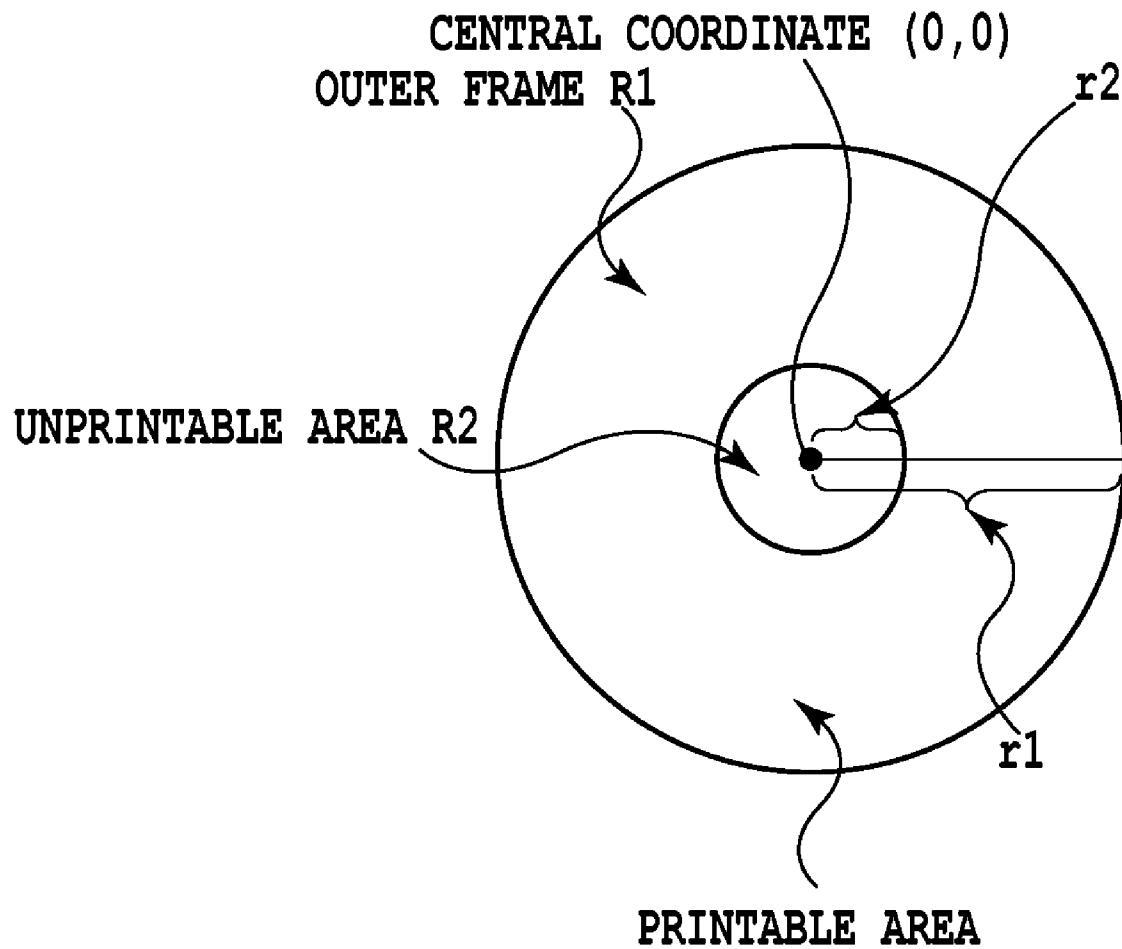 CENTRAL COORDINATE (0,0)
OUTER FRAME R1
r2
UNPRINTABLE AREA R2
r1
PRINTABLE AREA